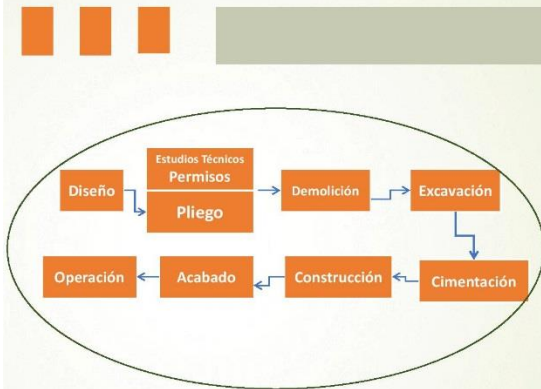 Diseño
Estudios Técnicos
Permisos
Pliego
Demolición
Excavación
Cimentación
Construcción
Acabado
Operación